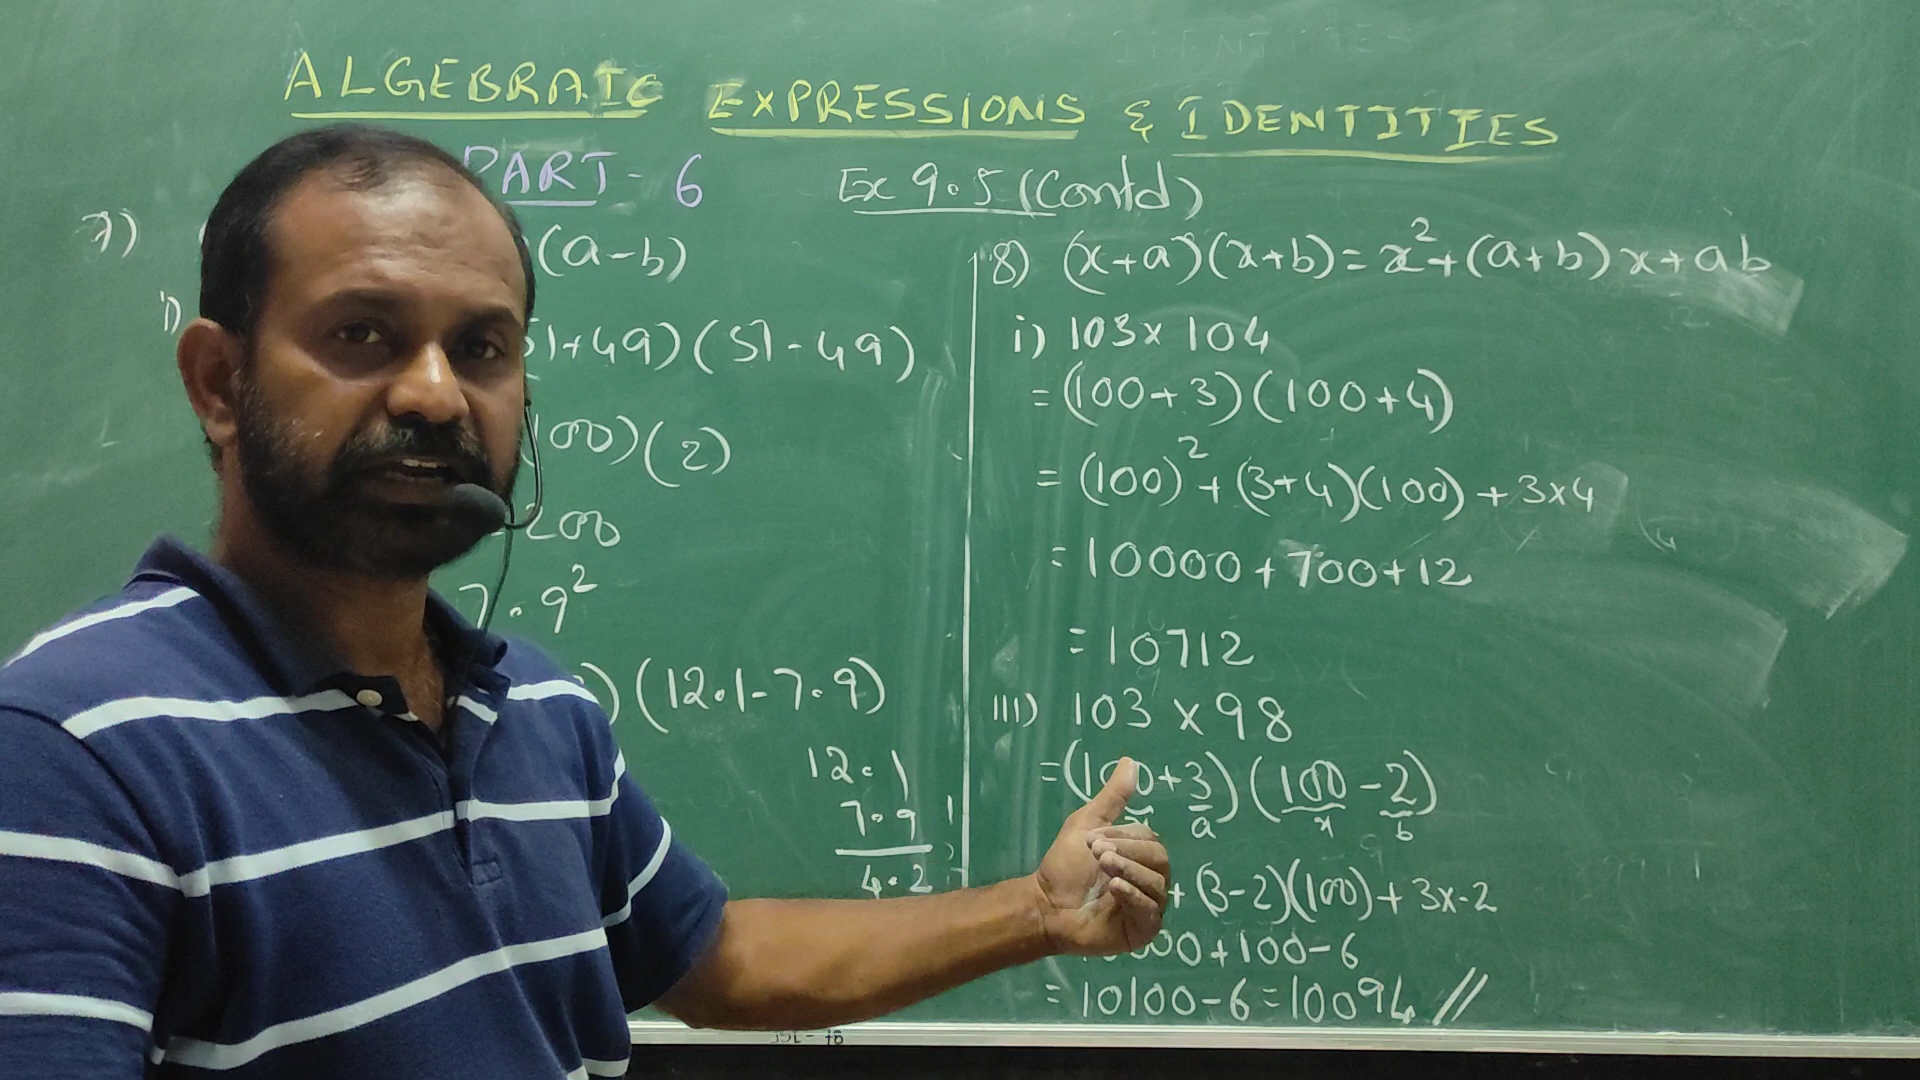 ALGEBRAIC EXPRESSIONS & IDENTITIES
PART - 6 Ex 9.5 (Contd)
7) (a-b)
i) 51+49)(51-49)
100)(2)
200
7.9²
)(12.1-7.9)
12.1
7.9
4.2
8) (x+a)(x+b)=x²+(a+b)x+ab
i) 103 x 104
=(100+3)(100+4)
= (100)²+(3+4)(100)+3x4
= 10000+700+12
= 10712
III) 103 x 98
=(100+3)(100-2)
x a x b
+(3-2)(100)+3x-2
000+100-6
= 10100-6=10094 //